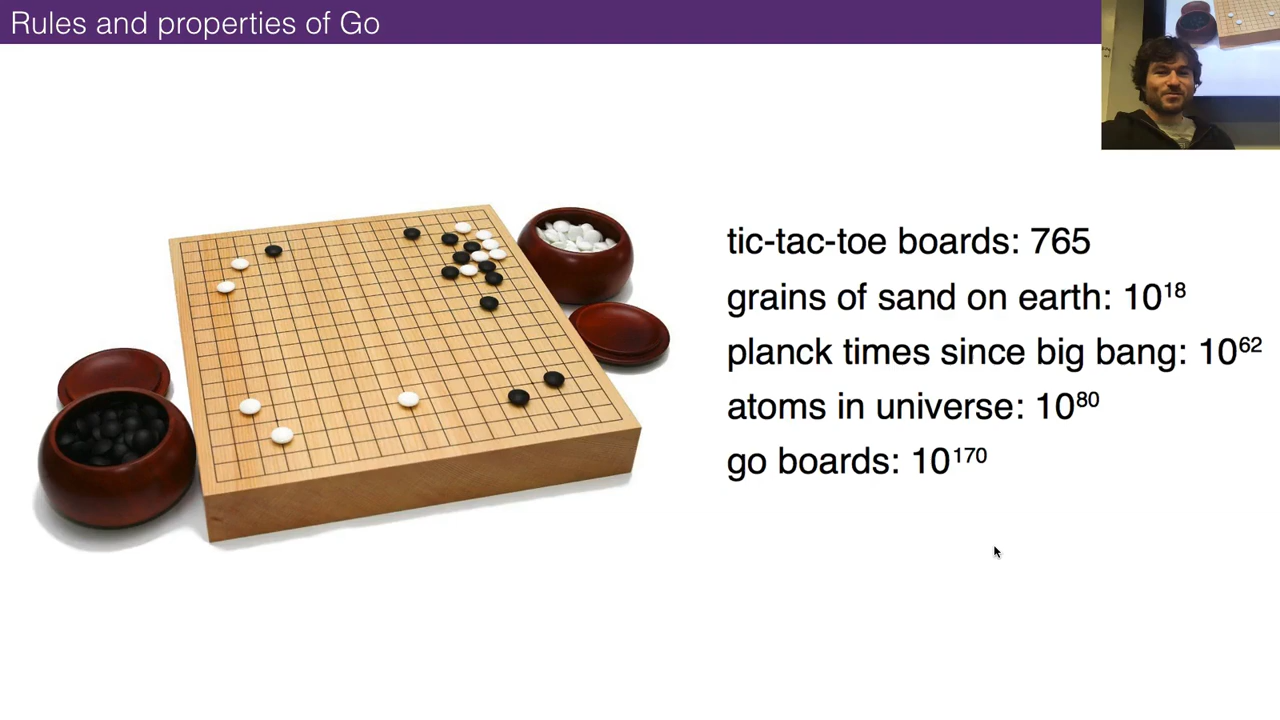 Rules and properties of Go
tic-tac-toe boards: 765
grains of sand on earth: 10¹⁸
planck times since big bang: 10⁶²
atoms in universe: 10⁸⁰
go boards: 10¹⁷⁰